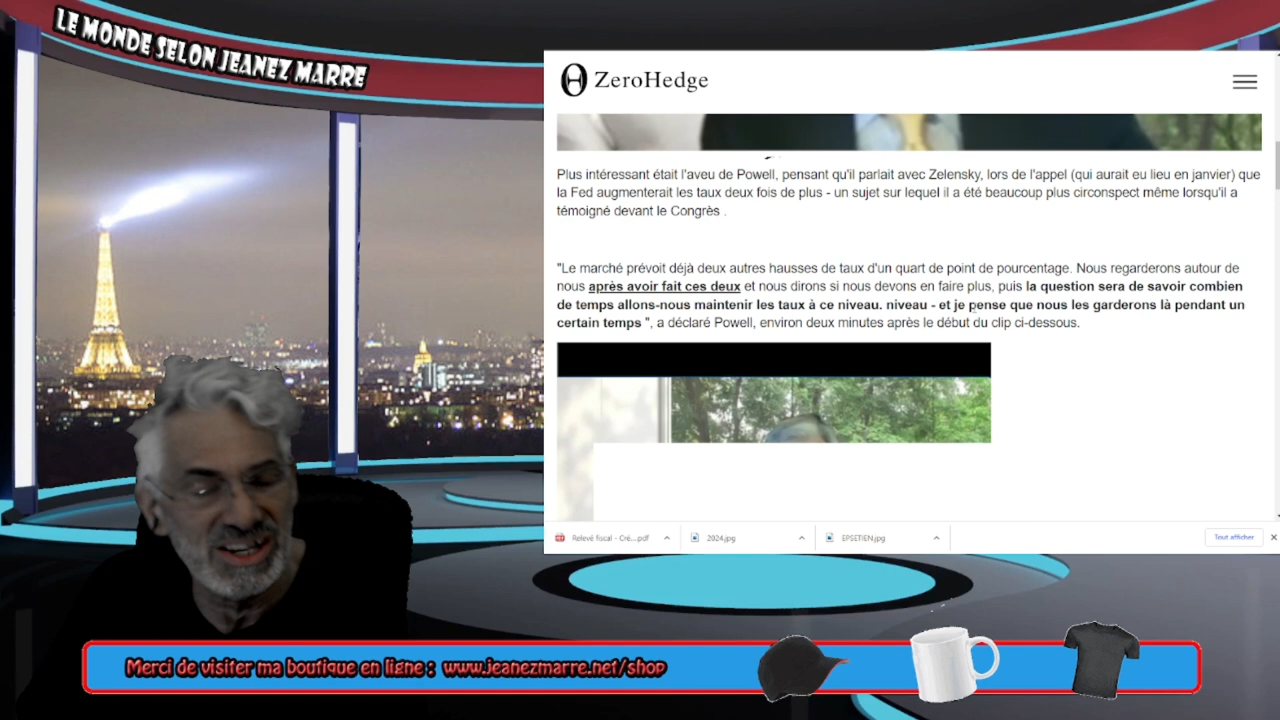 LE MONDE SELON JEANEZ MARRE
ZeroHedge
Plus intéressant était l'aveu de Powell, pensant qu'il parlait avec Zelensky, lors de l'appel (qui aurait eu lieu en janvier) que
la Fed augmenterait les taux deux fois de plus - un sujet sur lequel il a été beaucoup plus circonspect même lorsqu'il a
témoigné devant le Congrès .
"Le marché prévoit déjà deux autres hausses de taux d'un quart de point de pourcentage. Nous regarderons autour de
nous après avoir fait ces deux et nous dirons si nous devons en faire plus, puis la question sera de savoir combien
de temps allons-nous maintenir les taux à ce niveau. niveau - et je pense que nous les garderons là pendant un
certain temps ", a déclaré Powell, environ deux minutes après le début du clip ci-dessous.
Relevé fiscal - Cré....pdf
2024.jpg
EPSETIEN.jpg
Tout afficher
Merci de visiter ma boutique en ligne : www.jeanezmarre.net/shop